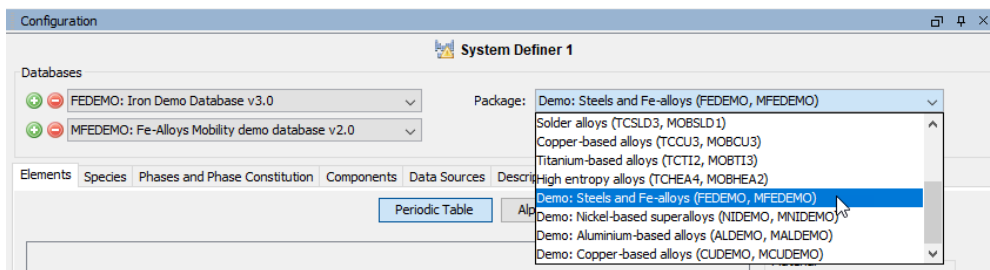 Configuration
System Definer 1
Databases
FEDEMO: Iron Demo Database v3.0
Package: Demo: Steels and Fe-alloys (FEDEMO, MFEDEMO)
MFEDEMO: Fe-Alloys Mobility demo database v2.0
Solder alloys (TCSLD3, MOBSLD1)
Copper-based alloys (TCCU3, MOBCU3)
Titanium-based alloys (TCTI2, MOBTI3)
High entropy alloys (TCHEA4, MOBHEA2)
Demo: Steels and Fe-alloys (FEDEMO, MFEDEMO)
Demo: Nickel-based superalloys (NIDEMO, MNIDEMO)
Demo: Aluminium-based alloys (ALDEMO, MALDEMO)
Demo: Copper-based alloys (CUDEMO, MCUDEMO)
Elements Species Phases and Phase Constitution Components Data Sources Descrip
Periodic Table Alp